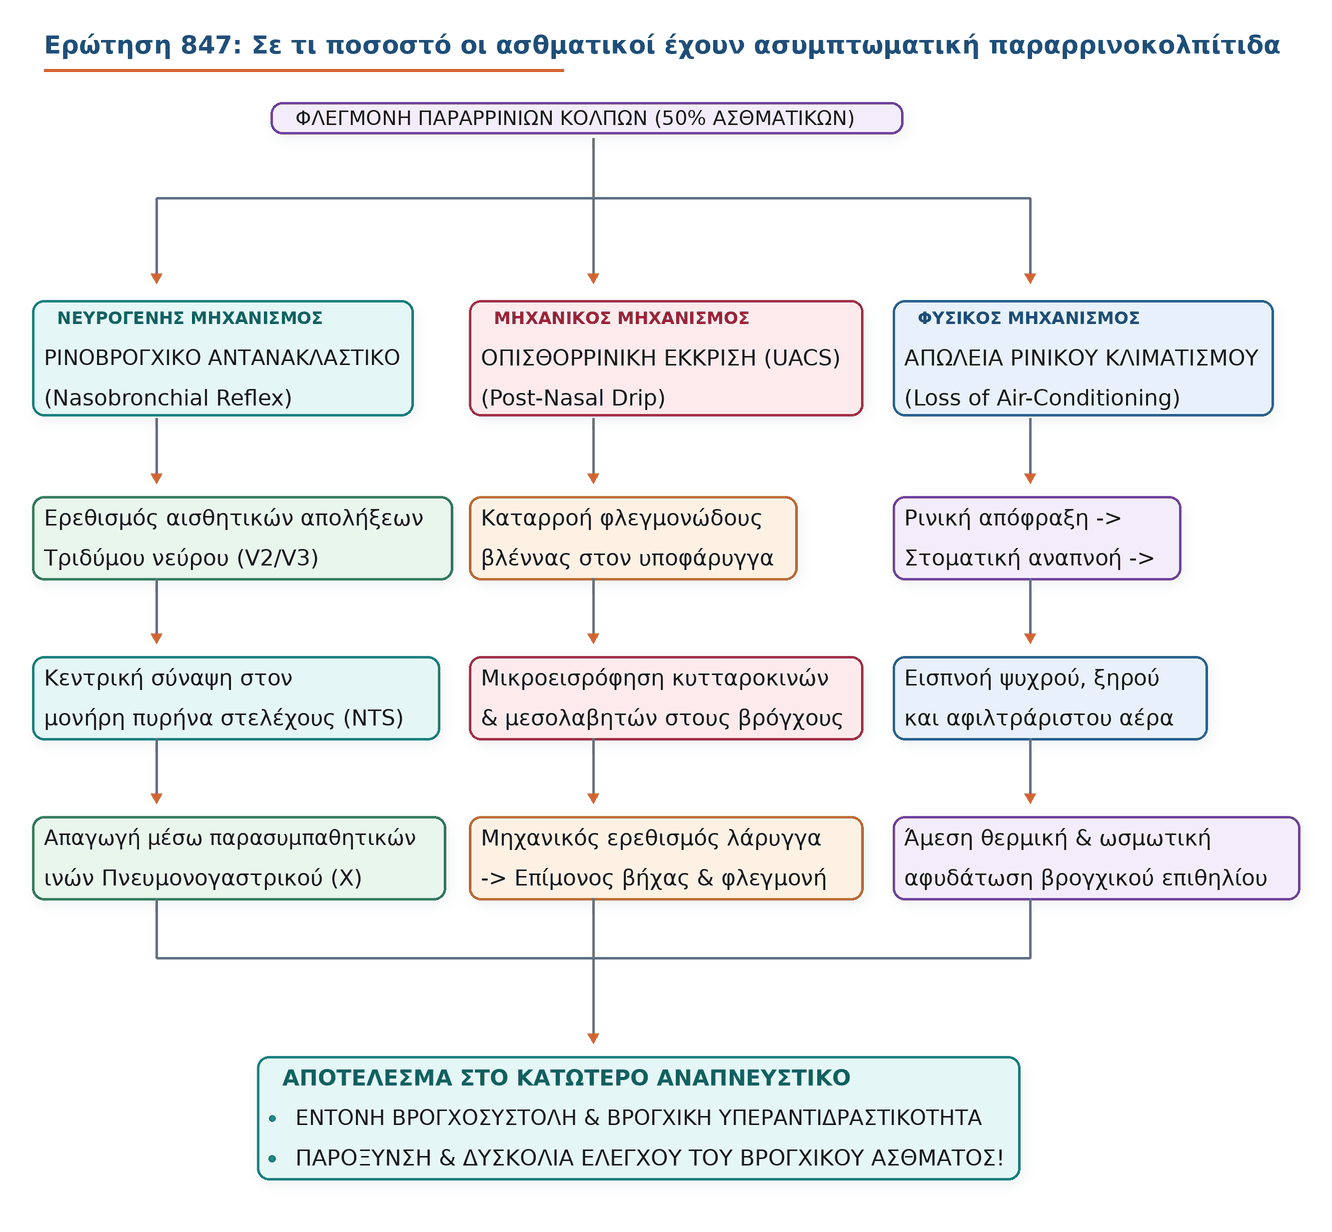 Ερώτηση 847: Σε τι ποσοστό οι ασθματικοί έχουν ασυμπτωματική παραρρινοκολπίτιδα
ΦΛΕΓΜΟΝΗ ΠΑΡΑΡΡΙΝΙΩΝ ΚΟΛΠΩΝ (50% ΑΣΘΜΑΤΙΚΩΝ)
ΝΕΥΡΟΓΕΝΗΣ ΜΗΧΑΝΙΣΜΟΣ
ΡΙΝΟΒΡΟΓΧΙΚΟ ΑΝΤΑΝΑΚΛΑΣΤΙΚΟ
(Nasobronchial Reflex)
ΜΗΧΑΝΙΚΟΣ ΜΗΧΑΝΙΣΜΟΣ
ΟΠΙΣΘΟΡΡΙΝΙΚΗ ΕΚΚΡΙΣΗ (UACS)
(Post-Nasal Drip)
ΦΥΣΙΚΟΣ ΜΗΧΑΝΙΣΜΟΣ
ΑΠΩΛΕΙΑ ΡΙΝΙΚΟΥ ΚΛΙΜΑΤΙΣΜΟΥ
(Loss of Air-Conditioning)
Ερεθισμός αισθητικών απολήξεων
Τριδύμου νεύρου (V2/V3)
Καταρροή φλεγμονώδους
βλέννας στον υποφάρυγγα
Ρινική απόφραξη ->
Στοματική αναπνοή ->
Κεντρική σύναψη στον
μονήρη πυρήνα στελέχους (NTS)
Μικροεισρόφηση κυτταροκινών
& μεσολαβητών στους βρόγχους
Εισπνοή ψυχρού, ξηρού
και αφιλτράριστου αέρα
Απαγωγή μέσω παρασυμπαθητικών
ινών Πνευμονογαστρικού (X)
Μηχανικός ερεθισμός λάρυγγα
-> Επίμονος βήχας & φλεγμονή
Άμεση θερμική & ωσμωτική
αφυδάτωση βρογχικού επιθηλίου
ΑΠΟΤΕΛΕΣΜΑ ΣΤΟ ΚΑΤΩΤΕΡΟ ΑΝΑΠΝΕΥΣΤΙΚΟ
• ΕΝΤΟΝΗ ΒΡΟΓΧΟΣΥΣΤΟΛΗ & ΒΡΟΓΧΙΚΗ ΥΠΕΡΑΝΤΙΔΡΑΣΤΙΚΟΤΗΤΑ
• ΠΑΡΟΞΥΝΣΗ & ΔΥΣΚΟΛΙΑ ΕΛΕΓΧΟΥ ΤΟΥ ΒΡΟΓΧΙΚΟΥ ΑΣΘΜΑΤΟΣ!